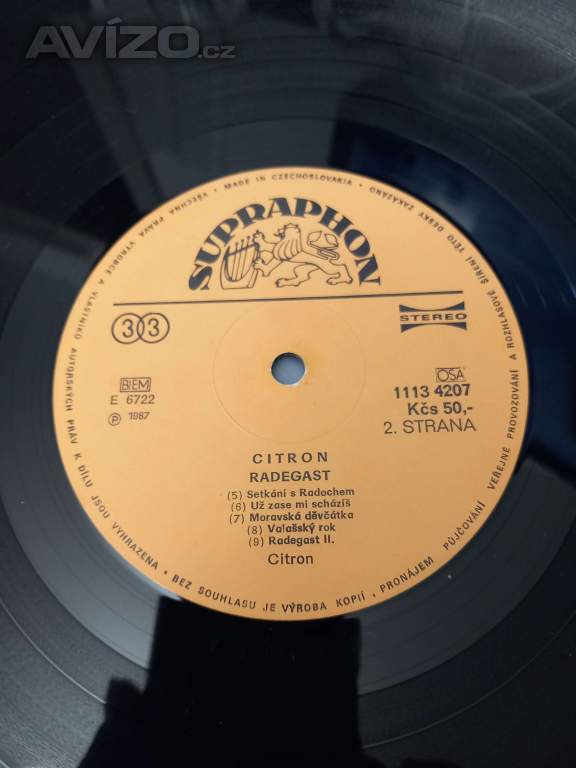 AVÍZO.cz
VŠECHNA PRÁVA VÝROBCE A VLASTNÍKŮ AUTORSKÝCH PRÁV K DÍLU JSOU VYHRAZENA • BEZ SOUHLASU JE VÝROBA KOPIÍ, PRONÁJEM, PŮJČOVÁNÍ VEŘEJNÉ PROVOZOVÁNÍ A ROZHLASOVÉ ŠÍŘENÍ TÉTO DESKY ZAKÁZÁNO • MADE IN CZECHOSLOVAKIA •
SUPRAPHON
33
STEREO
BIEM
E 6722
Ⓟ 1987
OSA
1113 4207
Kčs 50,-
2. STRANA
CITRON
RADEGAST
(5) Setkání s Radochem
(6) Už zase mi scházíš
(7) Moravská děvčátka
(8) Valašský rok
(9) Radegast II.
Citron